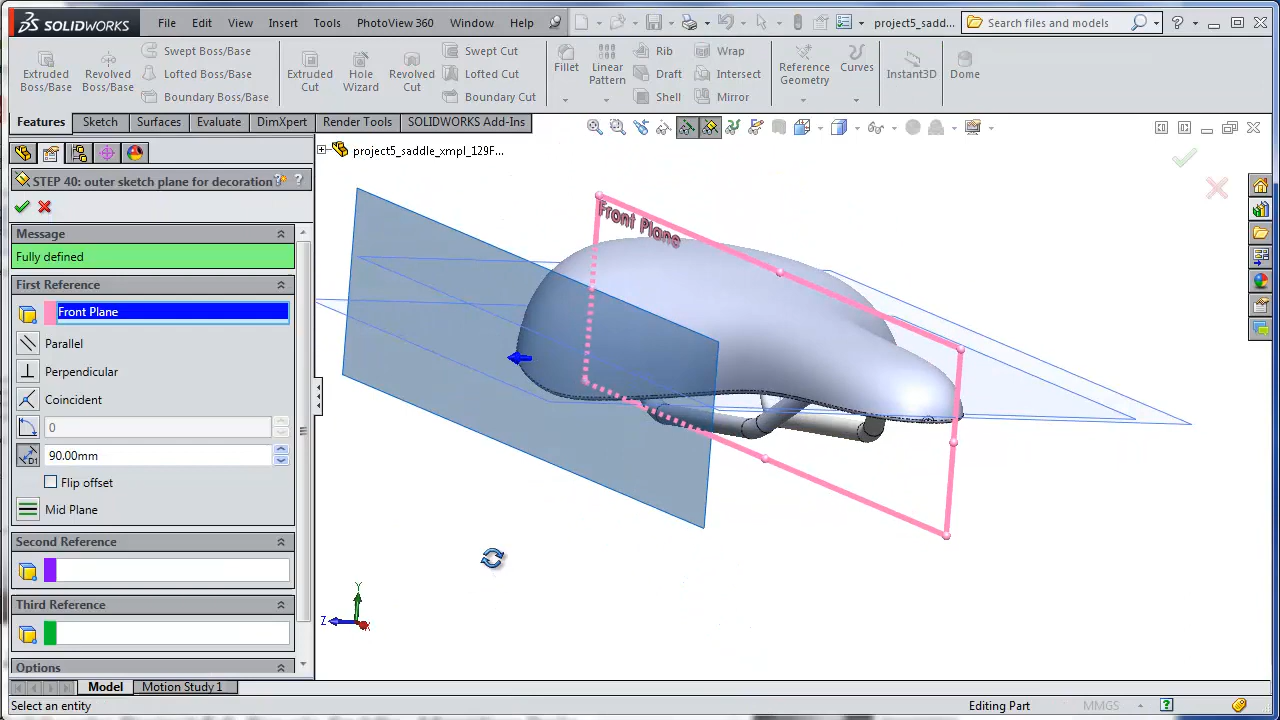 SOLIDWORKS File Edit View Insert Tools PhotoView 360 Window Help project5_sadd... Search files and models ?
Extruded Boss/Base
Revolved Boss/Base
Swept Boss/Base
Lofted Boss/Base
Boundary Boss/Base
Extruded Cut
Hole Wizard
Revolved Cut
Swept Cut
Lofted Cut
Boundary Cut
Fillet
Linear Pattern
Rib
Draft
Shell
Wrap
Intersect
Mirror
Reference Geometry
Curves
Instant3D
Dome
Features Sketch Surfaces Evaluate DimXpert Render Tools SOLIDWORKS Add-Ins
project5_saddle_xmpl_129F...
STEP 40: outer sketch plane for decoration ? ?
Message
Fully defined
First Reference
Front Plane
Parallel
Perpendicular
Coincident
0
D1 90.00mm
Flip offset
Mid Plane
Second Reference
Third Reference
Options
Front Plane
Y
Z
X
Model Motion Study 1
Select an entity Editing Part MMGS ?